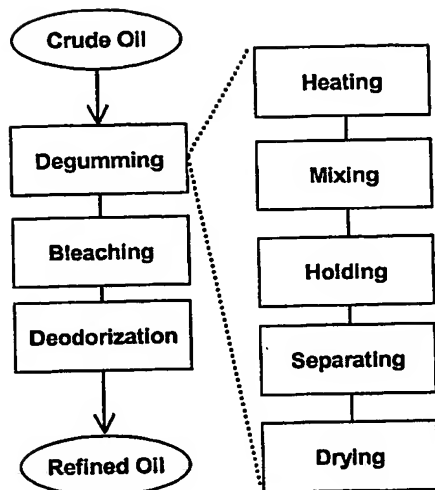 Crude Oil
Degumming
Bleaching
Deodorization
Refined Oil
Heating
Mixing
Holding
Separating
Drying